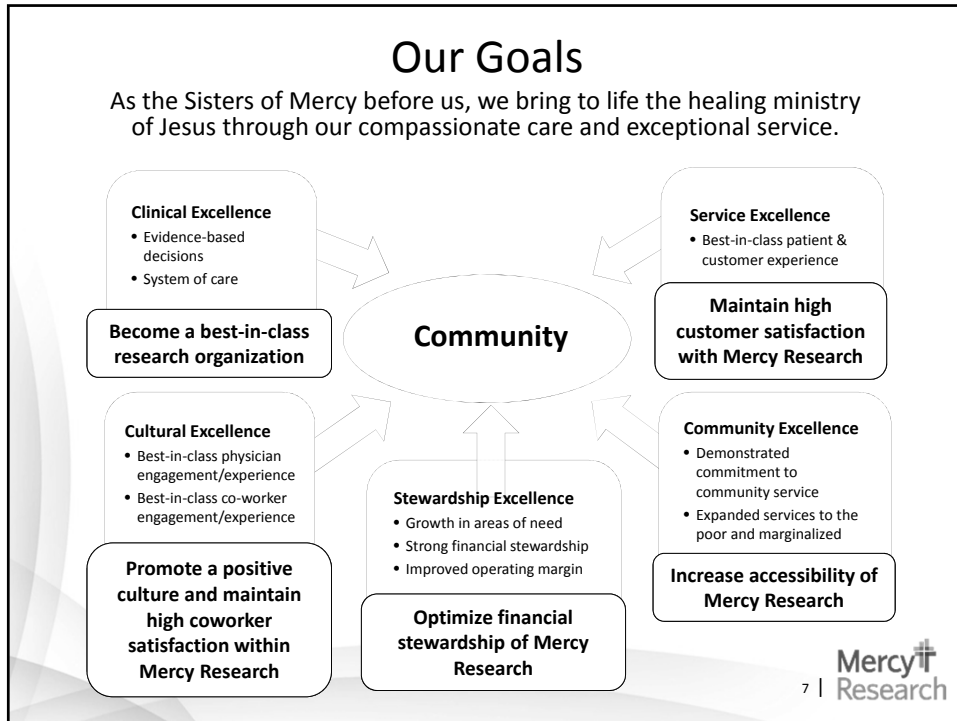 Our Goals
As the Sisters of Mercy before us, we bring to life the healing ministry
of Jesus through our compassionate care and exceptional service.
Clinical Excellence
• Evidence-based
decisions
• System of care
Become a best-in-class
research organization
Service Excellence
• Best-in-class patient &
customer experience
Maintain high
customer satisfaction
with Mercy Research
Community
Cultural Excellence
• Best-in-class physician
engagement/experience
• Best-in-class co-worker
engagement/experience
Promote a positive
culture and maintain
high coworker
satisfaction within
Mercy Research
Stewardship Excellence
• Growth in areas of need
• Strong financial stewardship
• Improved operating margin
Optimize financial
stewardship of Mercy
Research
Community Excellence
• Demonstrated
commitment to
community service
• Expanded services to the
poor and marginalized
Increase accessibility of
Mercy Research
7 |
Mercy
Research